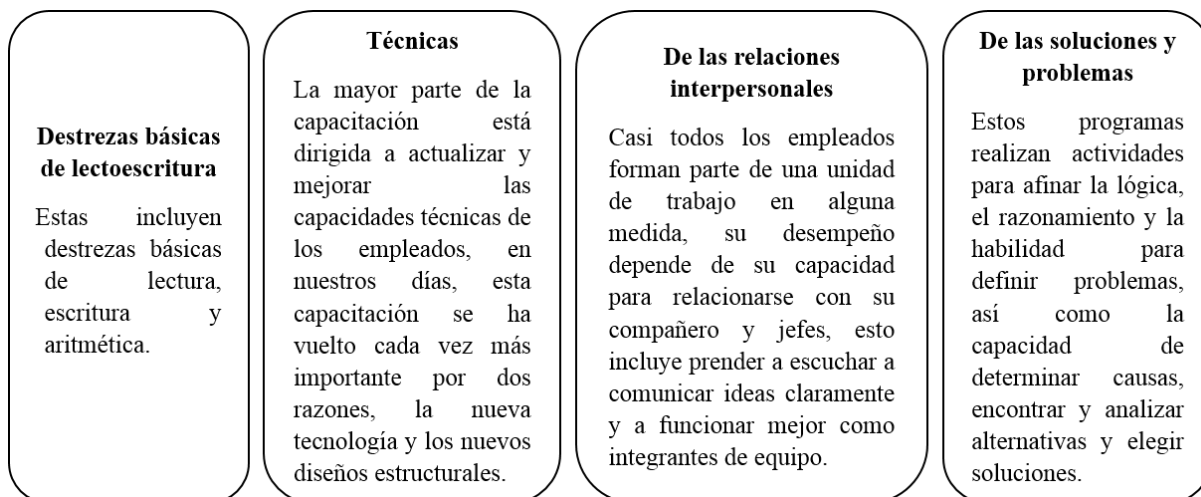 Destrezas básicas
de lectoescritura
Estas incluyen
destrezas básicas
de lectura,
escritura y
aritmética.
Técnicas
La mayor parte de la
capacitación está
dirigida a actualizar y
mejorar las
capacidades técnicas de
los empleados, en
nuestros días, esta
capacitación se ha
vuelto cada vez más
importante por dos
razones, la nueva
tecnología y los nuevos
diseños estructurales.
De las relaciones
interpersonales
Casi todos los empleados
forman parte de una unidad
de trabajo en alguna
medida, su desempeño
depende de su capacidad
para relacionarse con su
compañero y jefes, esto
incluye prender a escuchar a
comunicar ideas claramente
y a funcionar mejor como
integrantes de equipo.
De las soluciones y
problemas
Estos programas
realizan actividades
para afinar la lógica,
el razonamiento y la
habilidad para
definir problemas,
así como la
capacidad de
determinar causas,
encontrar y analizar
alternativas y elegir
soluciones.